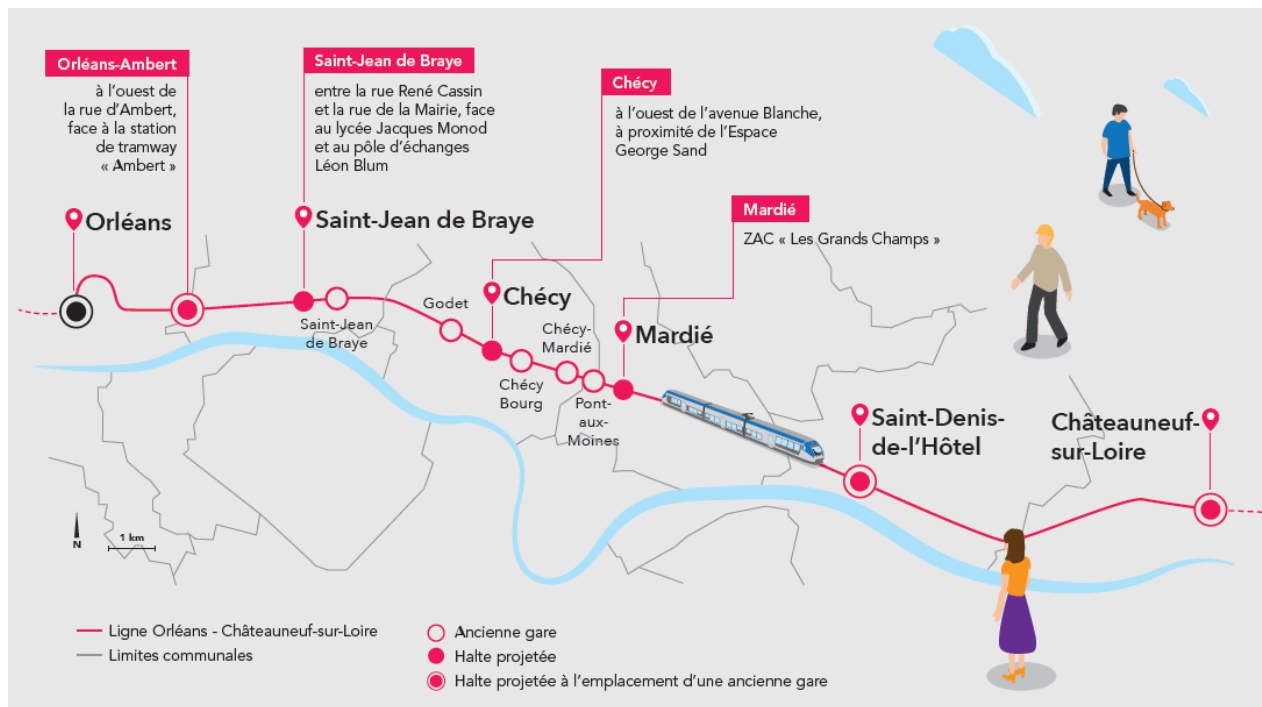 Orléans-Ambert
à l'ouest de
la rue d'Ambert,
face à la station
de tramway
« Ambert »
Saint-Jean de Braye
entre la rue René Cassin
et la rue de la Mairie, face
au lycée Jacques Monod
et au pôle d'échanges
Léon Blum
Chécy
à l'ouest de l'avenue Blanche,
à proximité de l'Espace
George Sand
Mardié
ZAC « Les Grands Champs »
Orléans
Saint-Jean de Braye
Saint-Jean
de Braye
Godet
Chécy
Chécy
Bourg
Chécy-
Mardié
Pont-
aux-
Moines
Mardié
Saint-Denis-
de-l'Hôtel
Châteauneuf-
sur-Loire
N
1 km
Ligne Orléans - Châteauneuf-sur-Loire
Limites communales
Ancienne gare
Halte projetée
Halte projetée à l'emplacement d'une ancienne gare